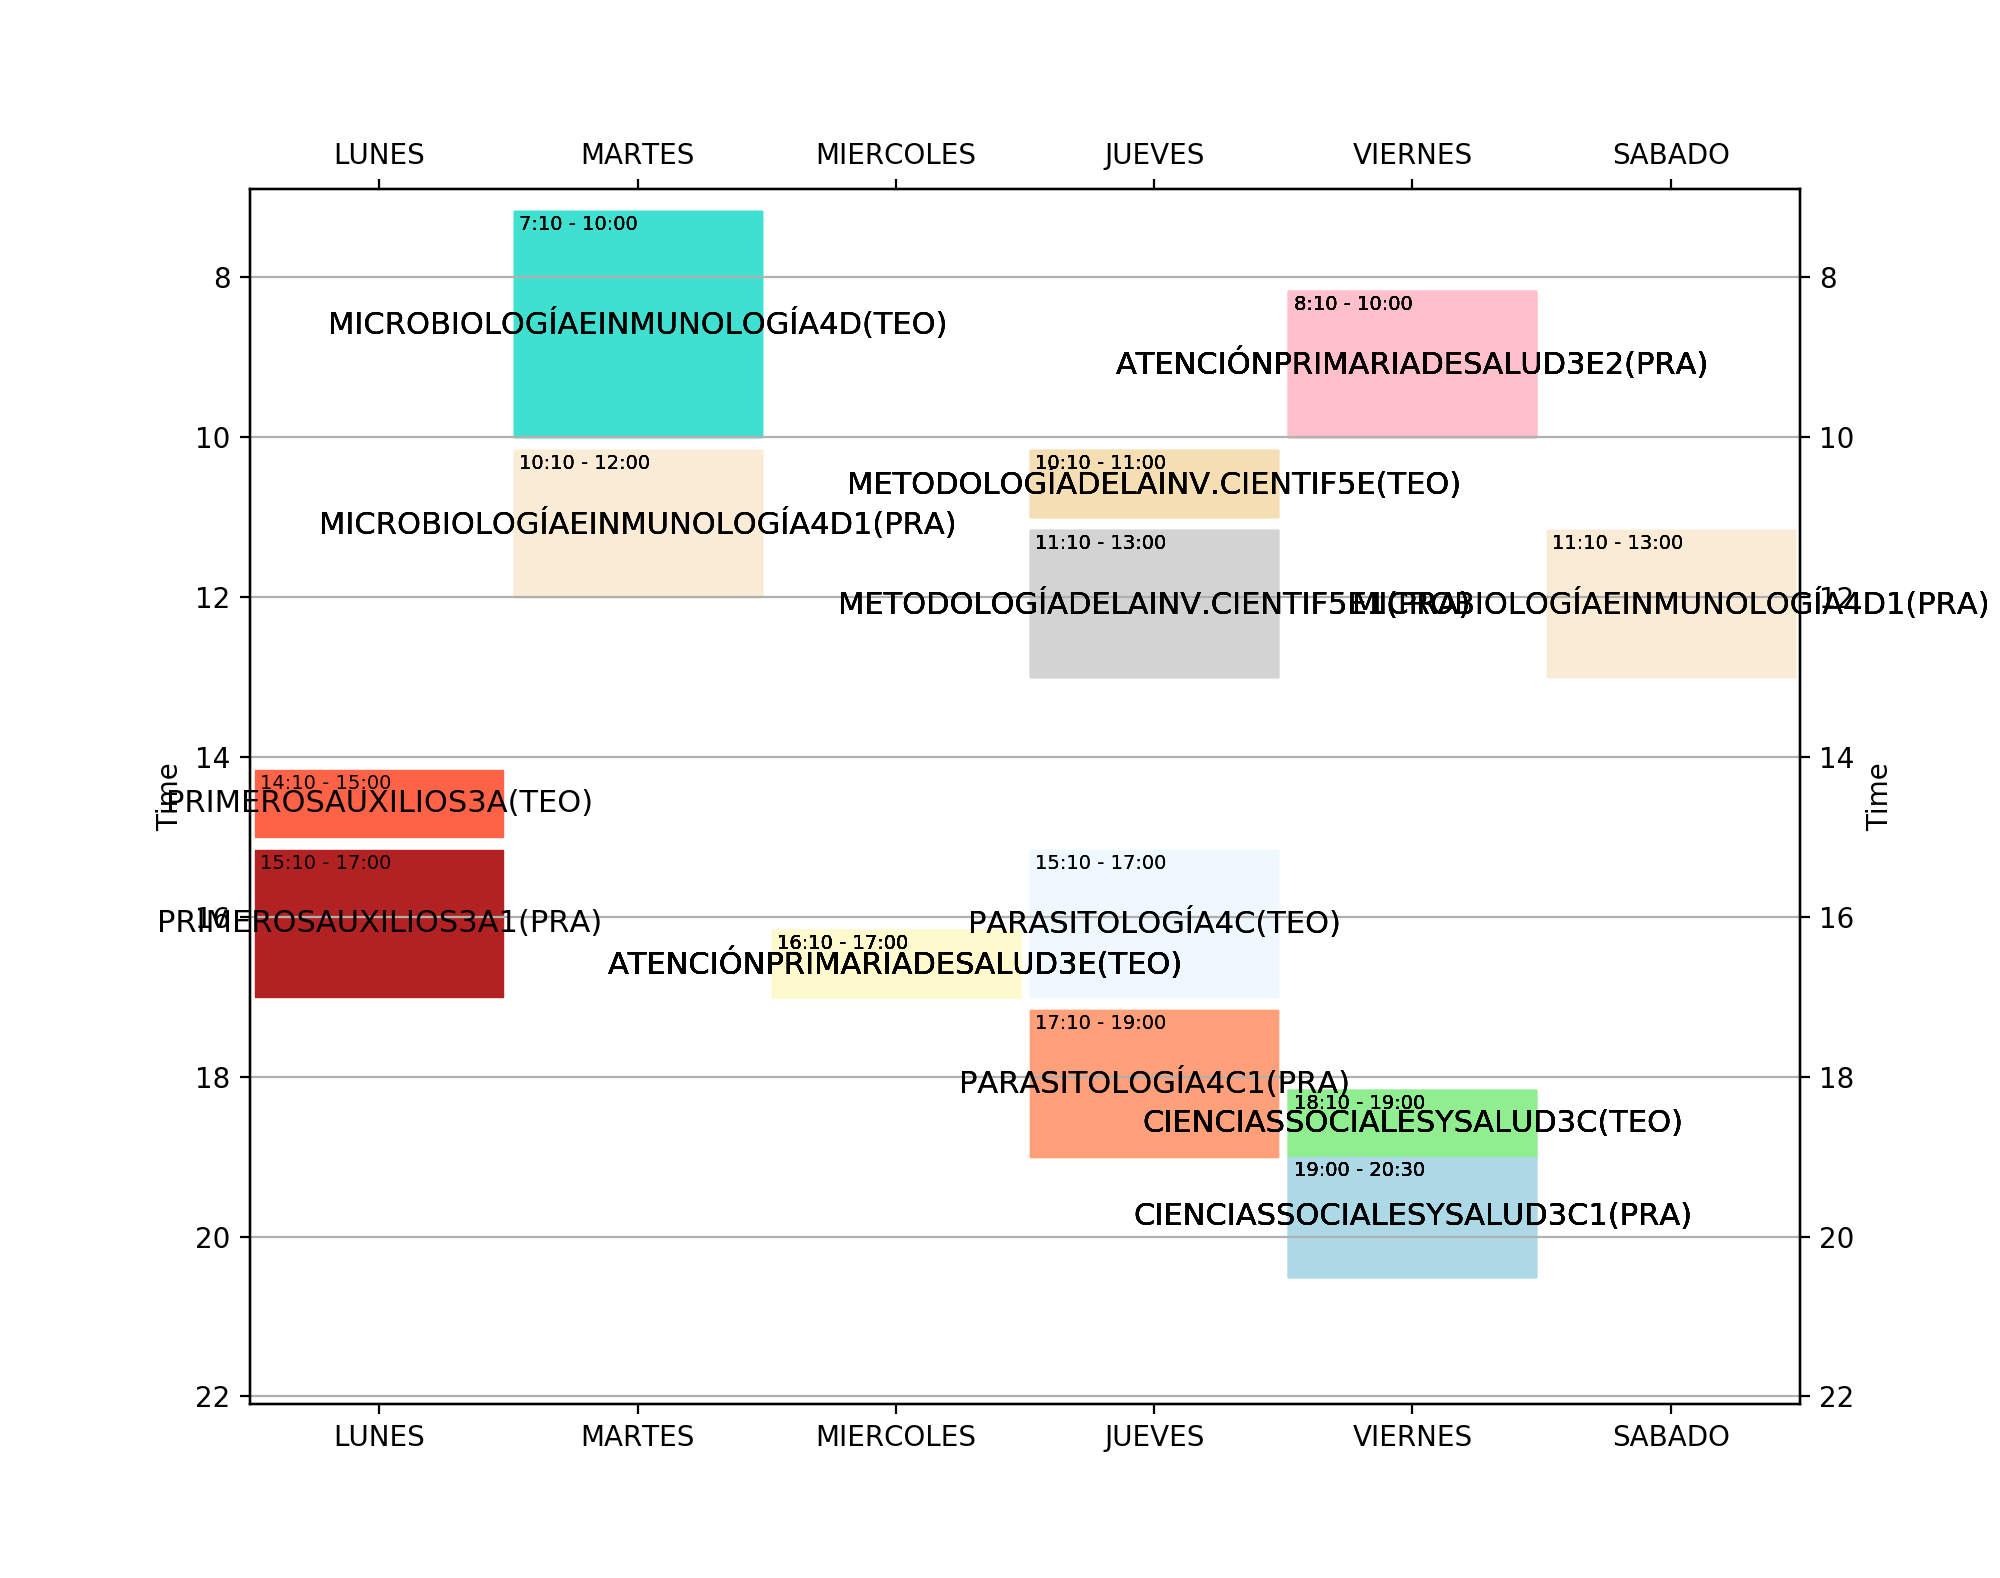 LUNES MARTES MIERCOLES JUEVES VIERNES SABADO
7:10 - 10:00
8 8
8:10 - 10:00
MICROBIOLOGÍAEINMUNOLOGÍA4D(TEO)
ATENCIÓNPRIMARIADESALUD3E2(PRA)
10 10
10:10 - 12:00 10:10 - 11:00
METODOLOGÍADELAINV.CIENTIF5E(TEO)
MICROBIOLOGÍAEINMUNOLOGÍA4D1(PRA)
11:10 - 13:00 11:10 - 13:00
12 METODOLOGÍADELAINV.CIENTIF5E1(PRA) MICROBIOLOGÍAEINMUNOLOGÍA4D1(PRA) 12
14 14
14:10 - 15:00
PRIMEROSAUXILIOS3A(TEO)
Time Time
15:10 - 17:00 15:10 - 17:00
16 PRIMEROSAUXILIOS3A1(PRA) PARASITOLOGÍA4C(TEO) 16
16:10 - 17:00
ATENCIÓNPRIMARIADESALUD3E(TEO)
17:10 - 19:00
18 PARASITOLOGÍA4C1(PRA) 18
18:10 - 19:00
CIENCIASSOCIALESYSALUD3C(TEO)
19:00 - 20:30
CIENCIASSOCIALESYSALUD3C1(PRA)
20 20
22 22
LUNES MARTES MIERCOLES JUEVES VIERNES SABADO